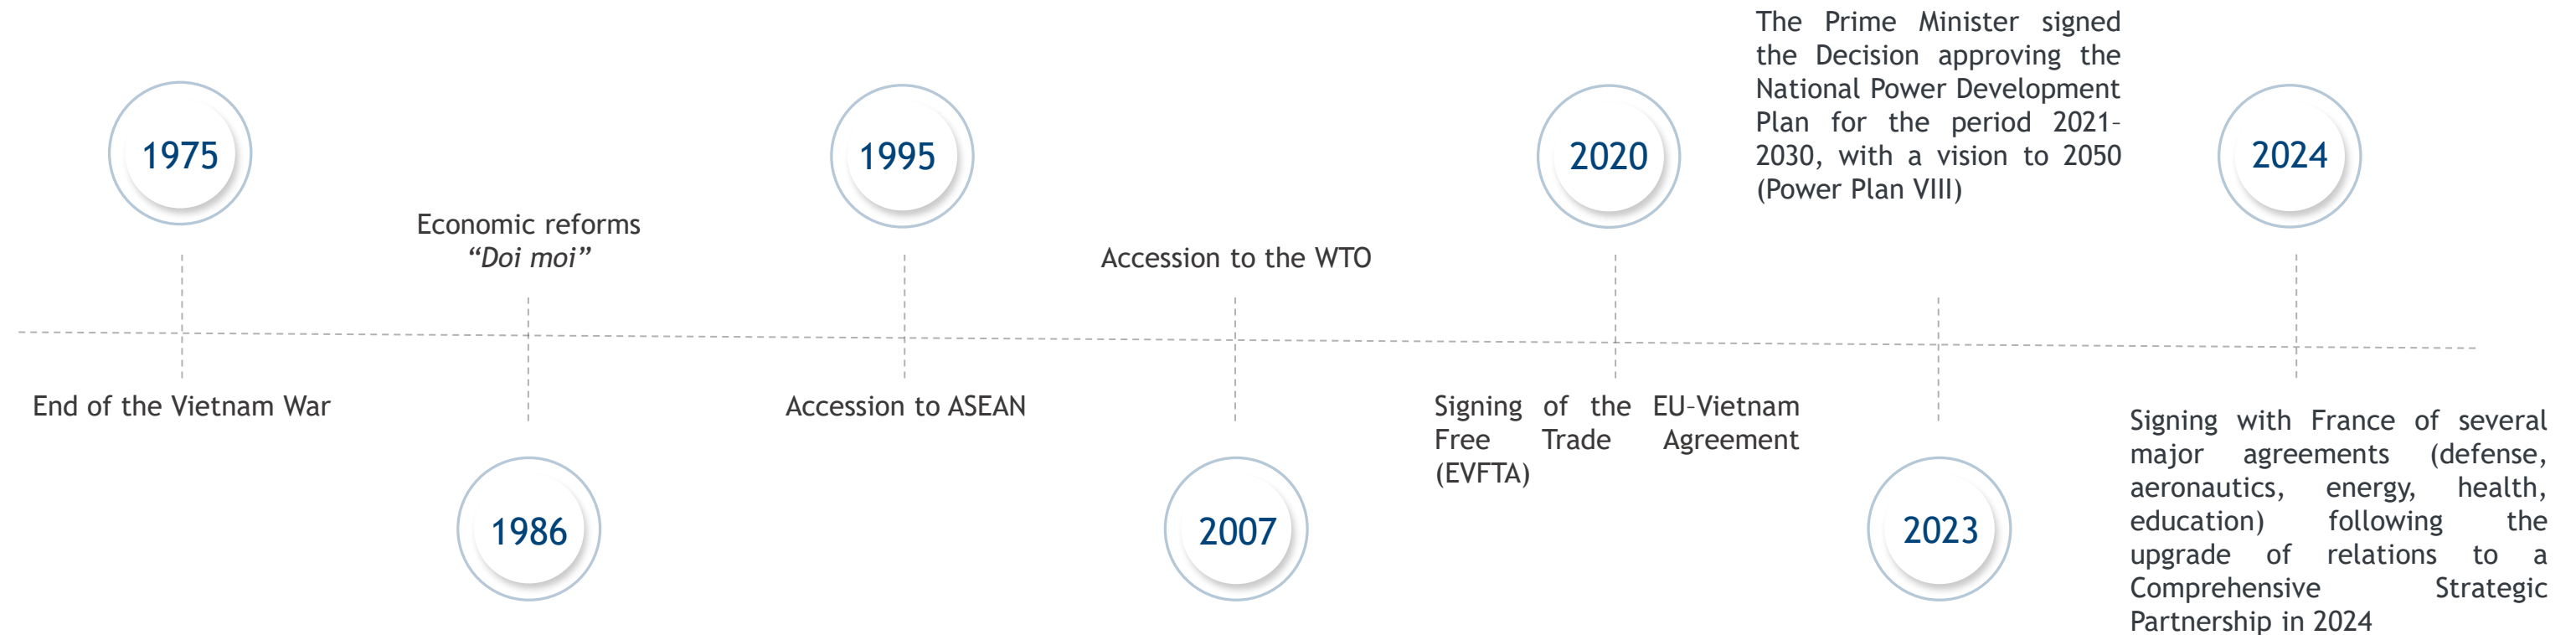 1975
End of the Vietnam War
Economic reforms
“Doi moi”
1986
1995
Accession to ASEAN
Accession to the WTO
2007
2020
Signing of the EU-Vietnam
Free Trade Agreement
(EVFTA)
The Prime Minister signed
the Decision approving the
National Power Development
Plan for the period 2021-
2030, with a vision to 2050
(Power Plan VIII)
2023
2024
Signing with France of several
major agreements (defense,
aeronautics, energy, health,
education) following the
upgrade of relations to a
Comprehensive Strategic
Partnership in 2024